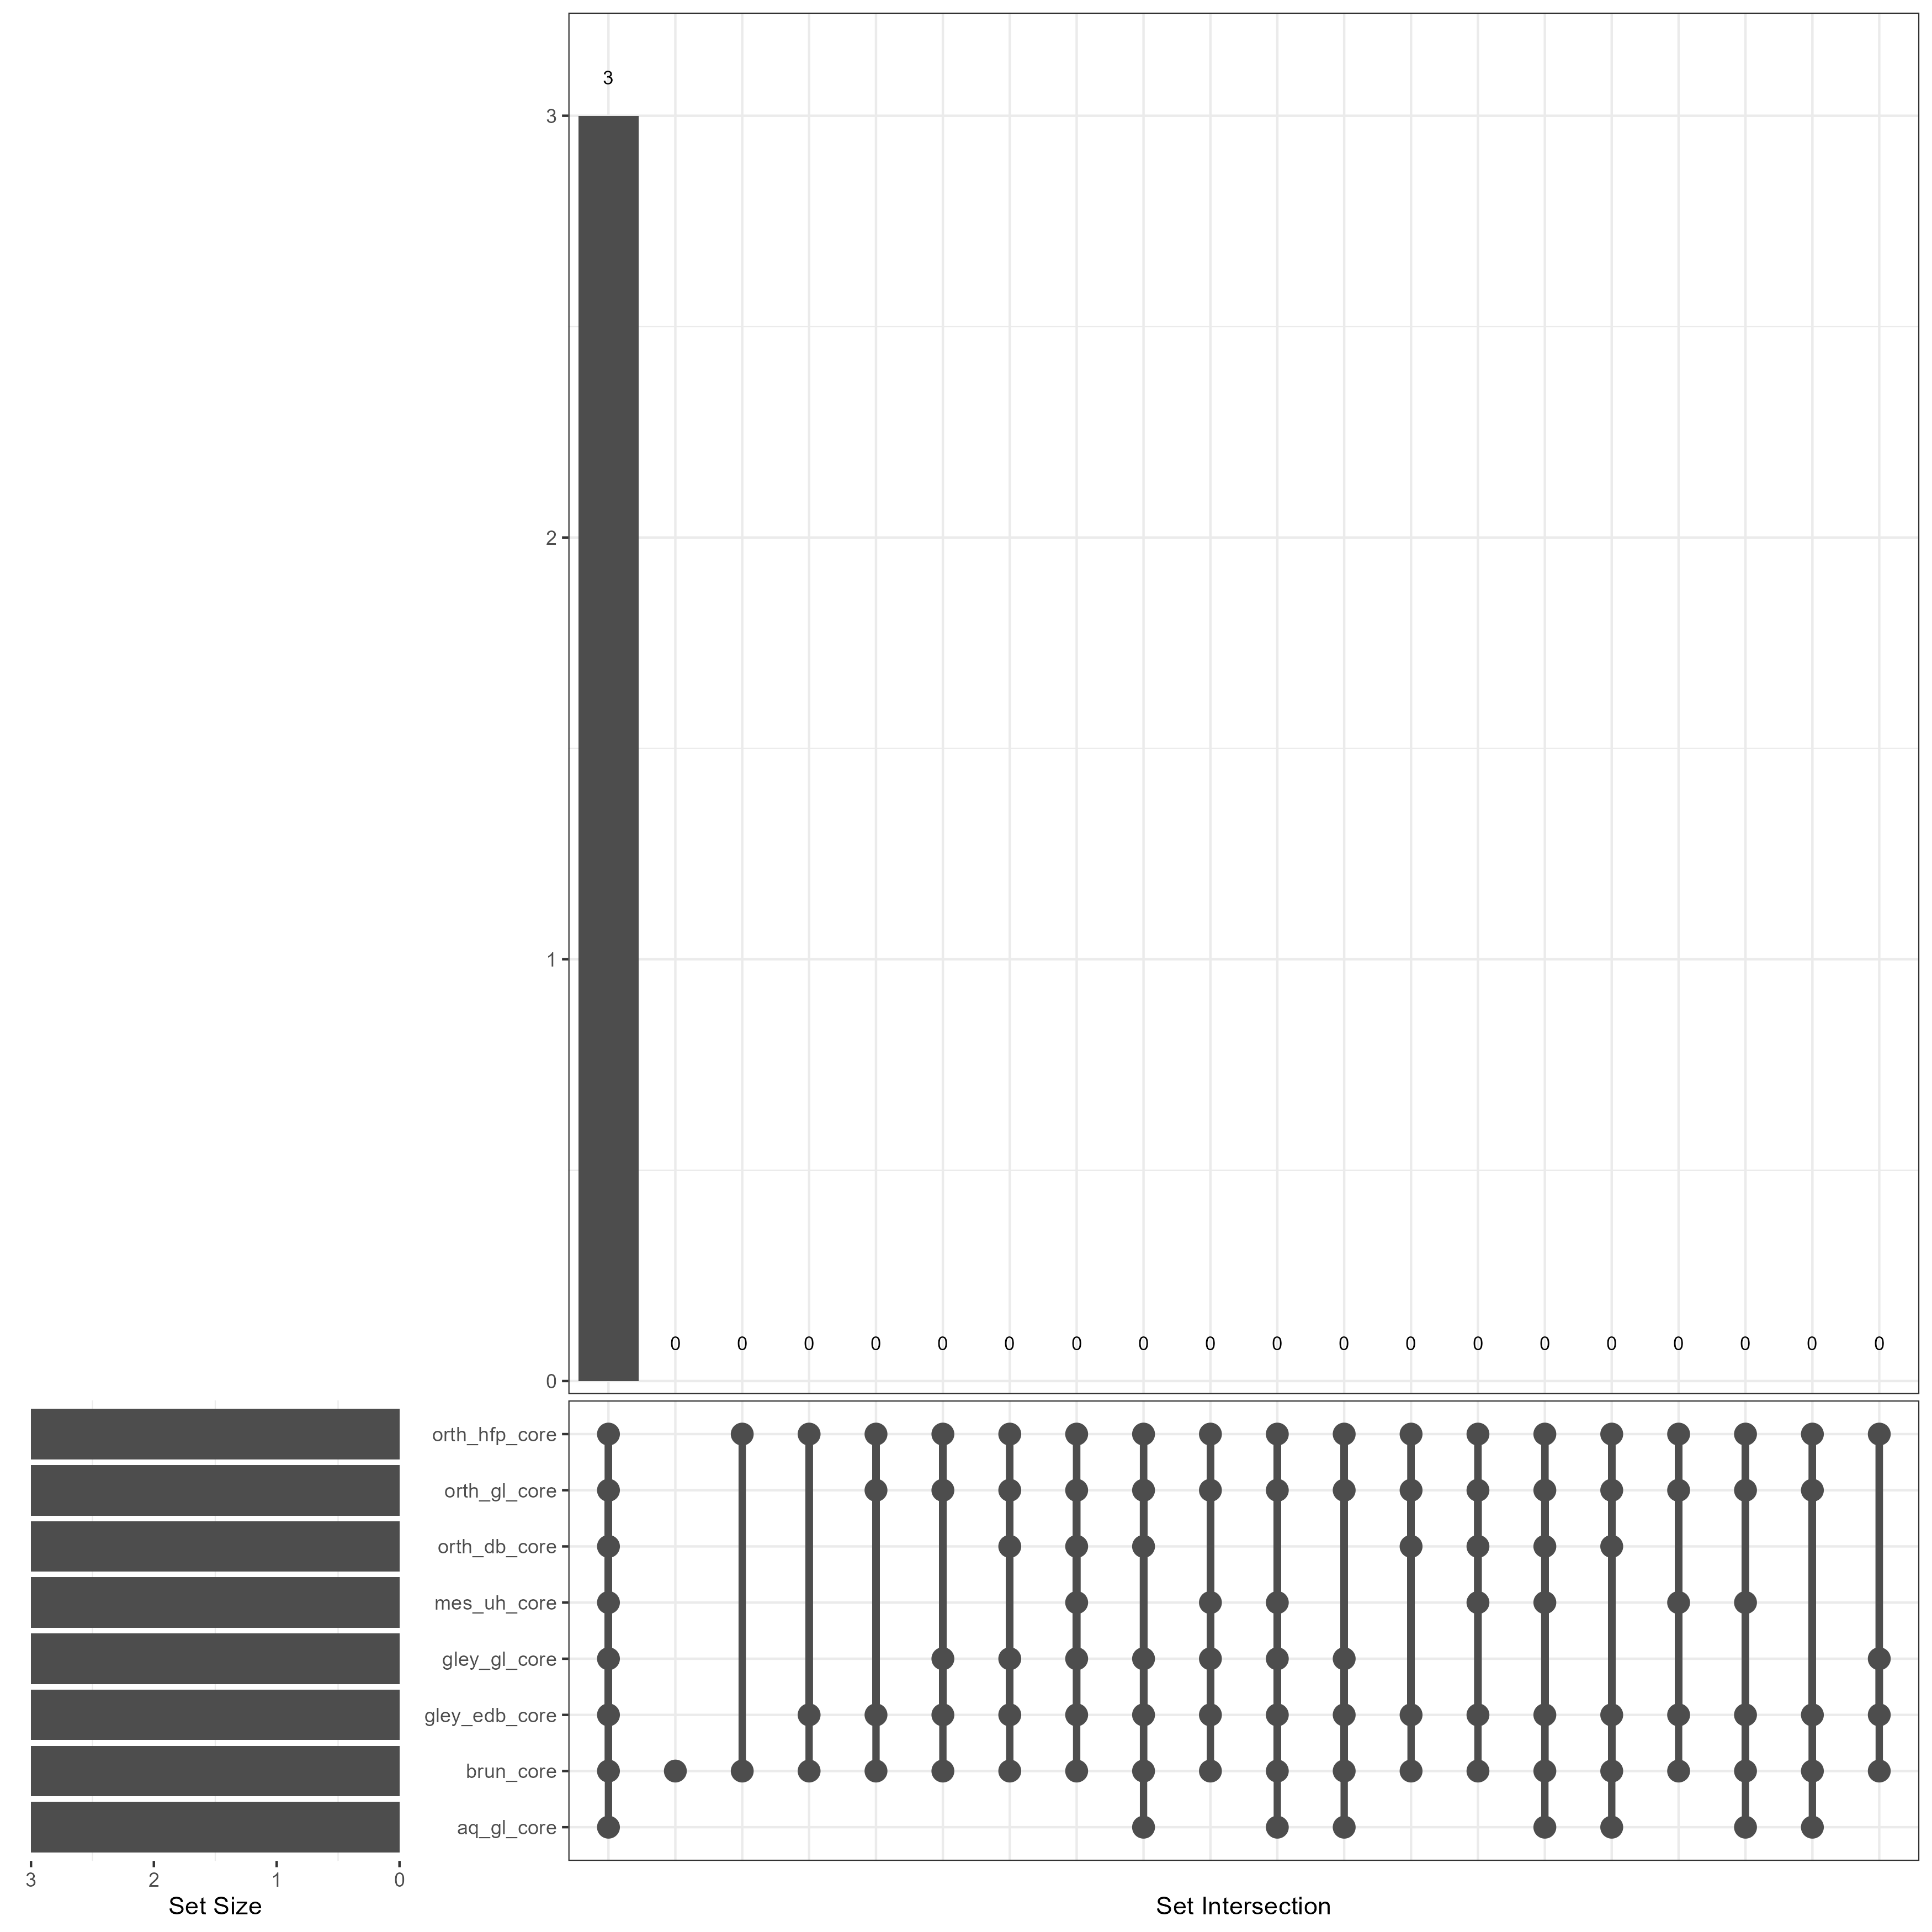 3
3
2
1
0 0 0 0 0 0 0 0 0 0 0 0 0 0 0 0 0 0 0
0
orth_hfp_core
orth_gl_core
orth_db_core
mes_uh_core
gley_gl_core
gley_edb_core
brun_core
aq_gl_core
3 2 1 0
Set Size
Set Intersection